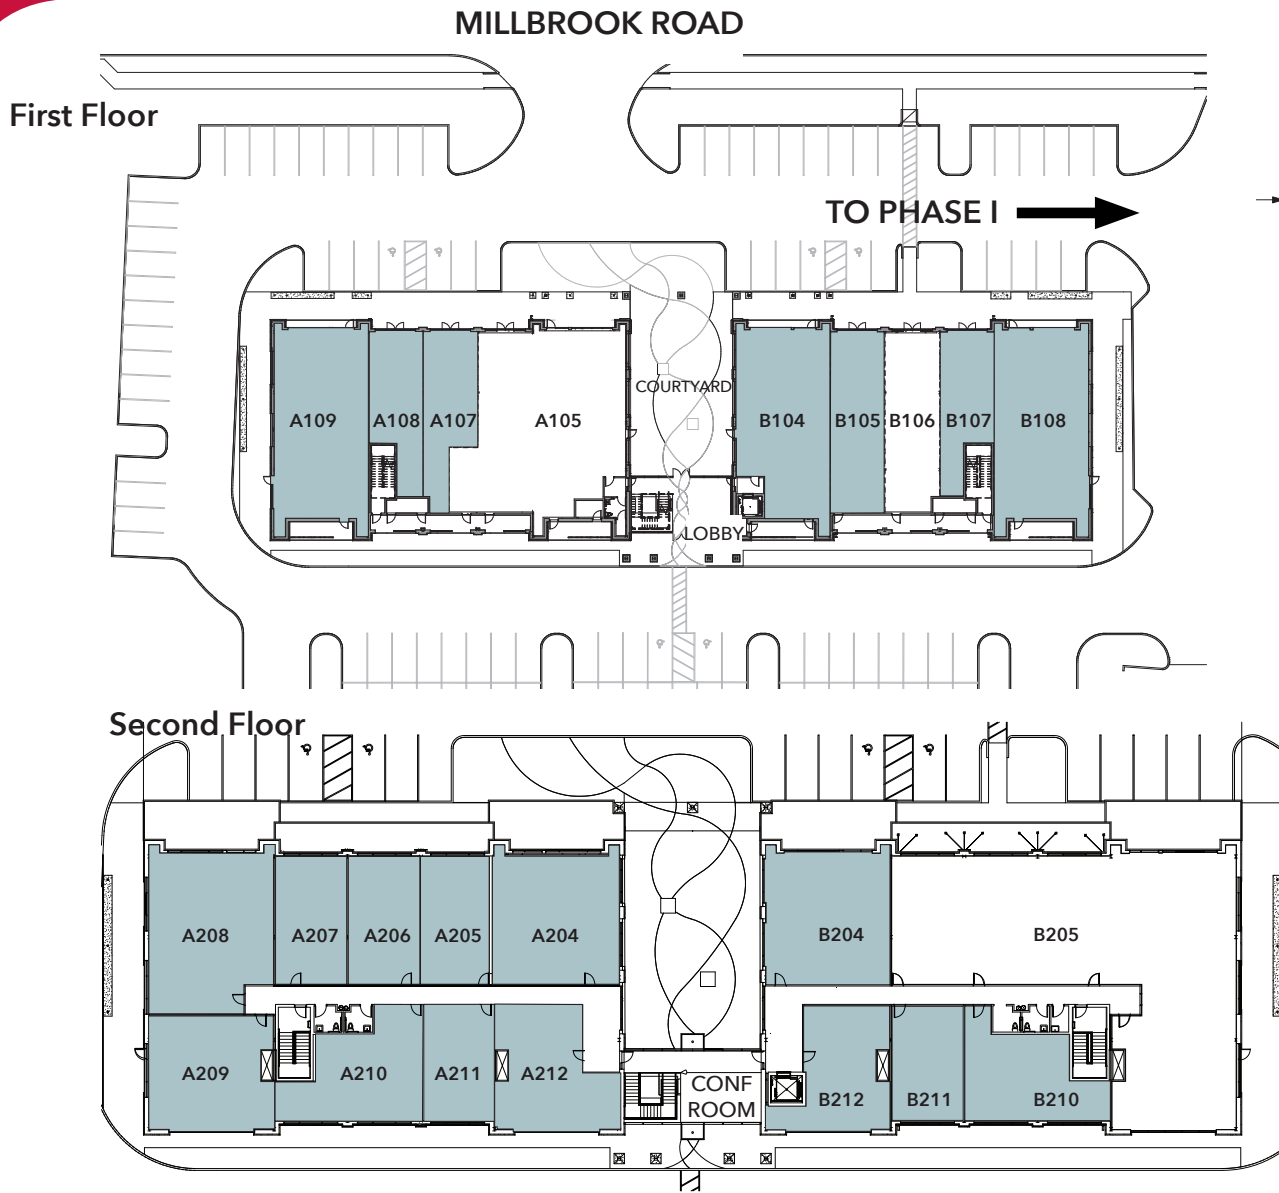 MILLBROOK ROAD
First Floor
TO PHASE I
COURTYARD
A109
A108
A107
A105
B104
B105
B106
B107
B108
LOBBY
Second Floor
A208
A207
A206
A205
A204
B204
B205
A209
A210
A211
A212
CONF
ROOM
B212
B211
B210